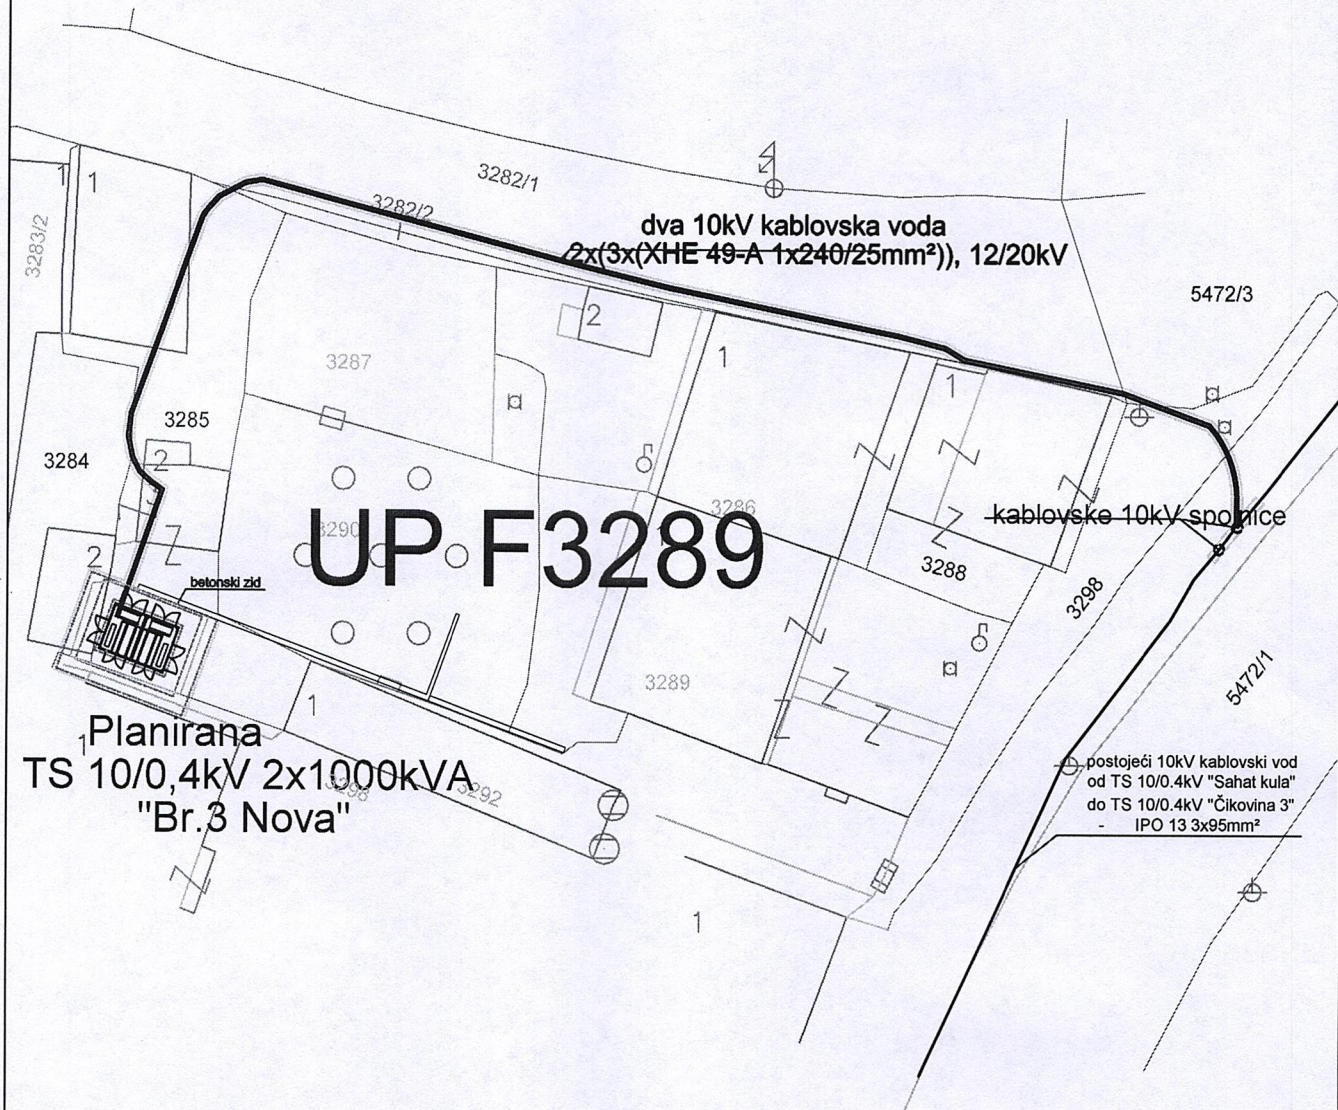 3282/1
3282/2
3283/2
1
1
dva 10kV kablovska voda
2x(3x(XHE 49-A 1x240/25mm²)), 12/20kV
5472/3
2
1
1
3287
3285
3284
2
3286
kablovske 10kV spojnice
3290
UP F3289
3288
3298
2
betonski zid
3289
5472/1
1
Planirana
1
TS 10/0,4kV 2x1000kVA
"Br.3 Nova"
3298
3292
postojeći 10kV kablovski vod
od TS 10/0.4kV "Sahat kula"
do TS 10/0.4kV "Čikovina 3"
- IPO 13 3x95mm²
1